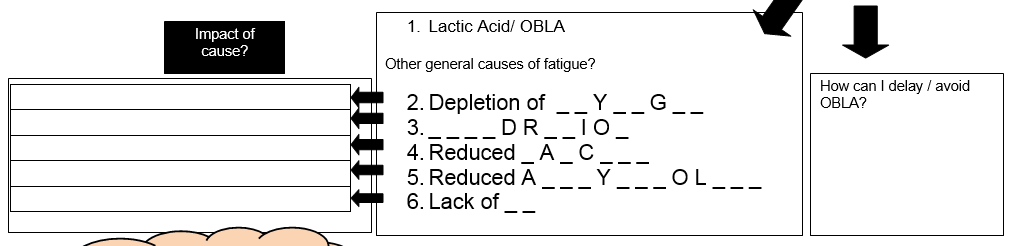 Impact of
cause?
1. Lactic Acid/ OBLA
Other general causes of fatigue?
2. Depletion of _ _ Y _ _ G _ _
3. _ _ _ _ D R _ _ I O _
4. Reduced _ A _ C _ _ _
5. Reduced A _ _ _ Y _ _ _ O L _ _ _
6. Lack of _ _
How can I delay / avoid
OBLA?